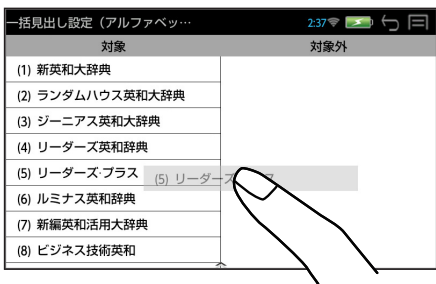 一括見出し設定（アルファベッ…
2:37
対象
対象外
(1) 新英和大辞典
(2) ランダムハウス英和大辞典
(3) ジーニアス英和大辞典
(4) リーダーズ英和辞典
(5) リーダーズ·プラス
(5) リーダーズ
(6) ルミナス英和辞典
(7) 新編英和活用大辞典
(8) ビジネス技術英和